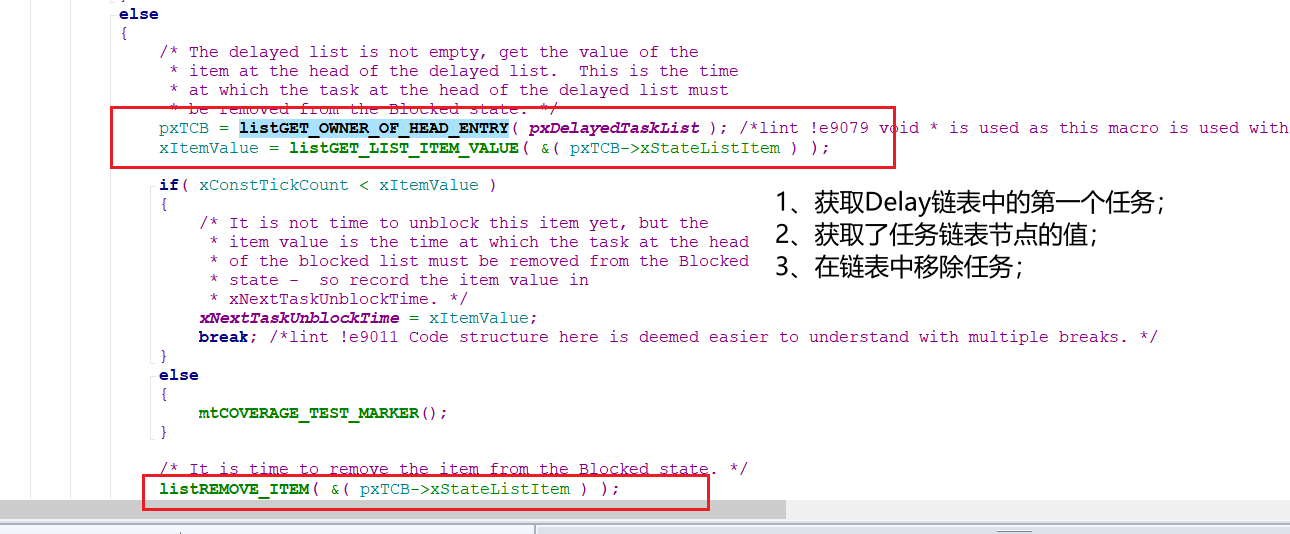 else
{
/* The delayed list is not empty, get the value of the
* item at the head of the delayed list.  This is the time
* at which the task at the head of the delayed list must
* be removed from the Blocked state. */
pxTCB = listGET_OWNER_OF_HEAD_ENTRY( pxDelayedTaskList ); /*lint !e9079 void * is used as this macro is used with
xItemValue = listGET_LIST_ITEM_VALUE( &( pxTCB->xStateListItem ) );
if( xConstTickCount < xItemValue )
{
/* It is not time to unblock this item yet, but the
* item value is the time at which the task at the head
* of the blocked list must be removed from the Blocked
* state -  so record the item value in
* xNextTaskUnblockTime. */
xNextTaskUnblockTime = xItemValue;
break; /*lint !e9011 Code structure here is deemed easier to understand with multiple breaks. */
}
else
{
mtCOVERAGE_TEST_MARKER();
}
/* It is time to remove the item from the Blocked state. */
listREMOVE_ITEM( &( pxTCB->xStateListItem ) );
1、获取Delay链表中的第一个任务；
2、获取了任务链表节点的值；
3、在链表中移除任务；